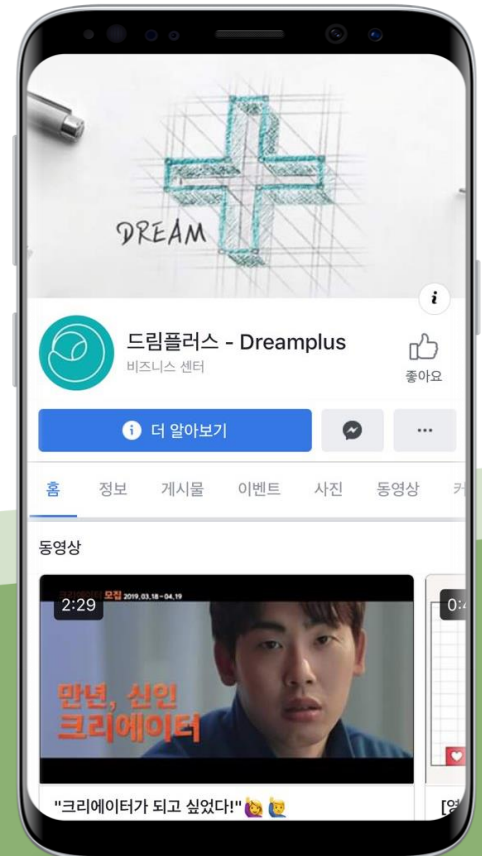 DREAM
i
드림플러스 - Dreamplus
비즈니스 센터
좋아요
더 알아보기
홈 정보 게시물 이벤트 사진 동영상
동영상
2:29 모집 2019.03.18-04.19
만년, 신인
크리에이터
"크리에이터가 되고 싶었다!"🙋‍♀️🙋‍♂️